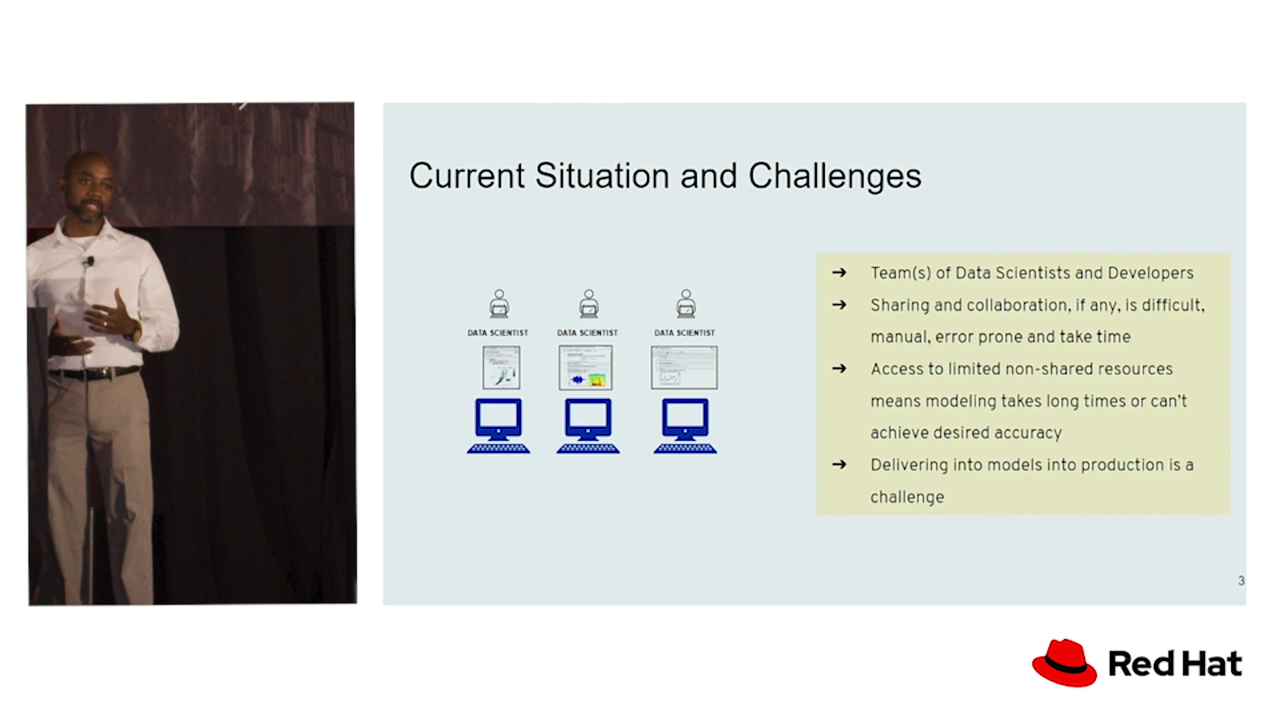 Current Situation and Challenges
DATA SCIENTIST DATA SCIENTIST DATA SCIENTIST
➔ Team(s) of Data Scientists and Developers
➔ Sharing and collaboration, if any, is difficult,
manual, error prone and take time
➔ Access to limited non-shared resources
means modeling takes long times or can't
achieve desired accuracy
➔ Delivering into models into production is a
challenge
3
Red Hat